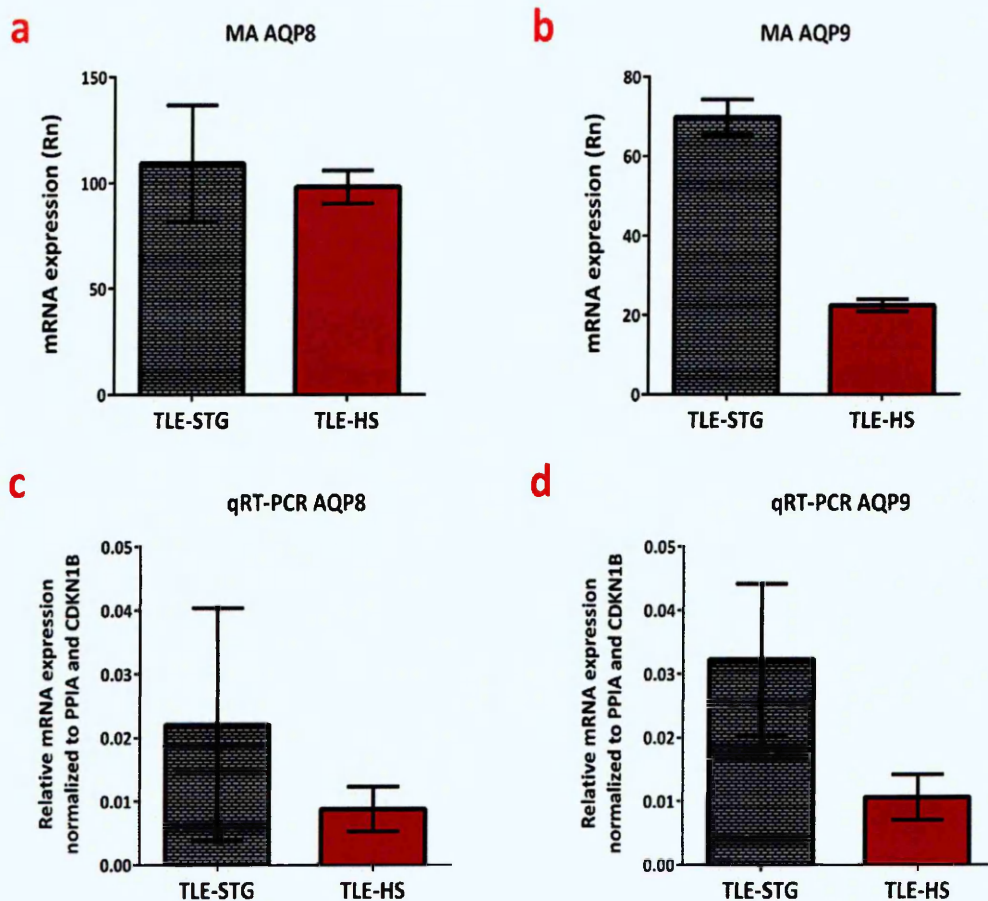 a
MA AQP8
mRNA expression (Rn)
150
100
50
0
TLE-STG
TLE-HS
b
MA AQP9
mRNA expression (Rn)
80
60
40
20
0
TLE-STG
TLE-HS
c
qRT-PCR AQP8
Relative mRNA expression
normalized to PPIA and CDKN1B
0.05
0.04
0.03
0.02
0.01
0.00
TLE-STG
TLE-HS
d
qRT-PCR AQP9
Relative mRNA expression
normalized to PPIA and CDKN1B
0.05
0.04
0.03
0.02
0.01
0.00
TLE-STG
TLE-HS